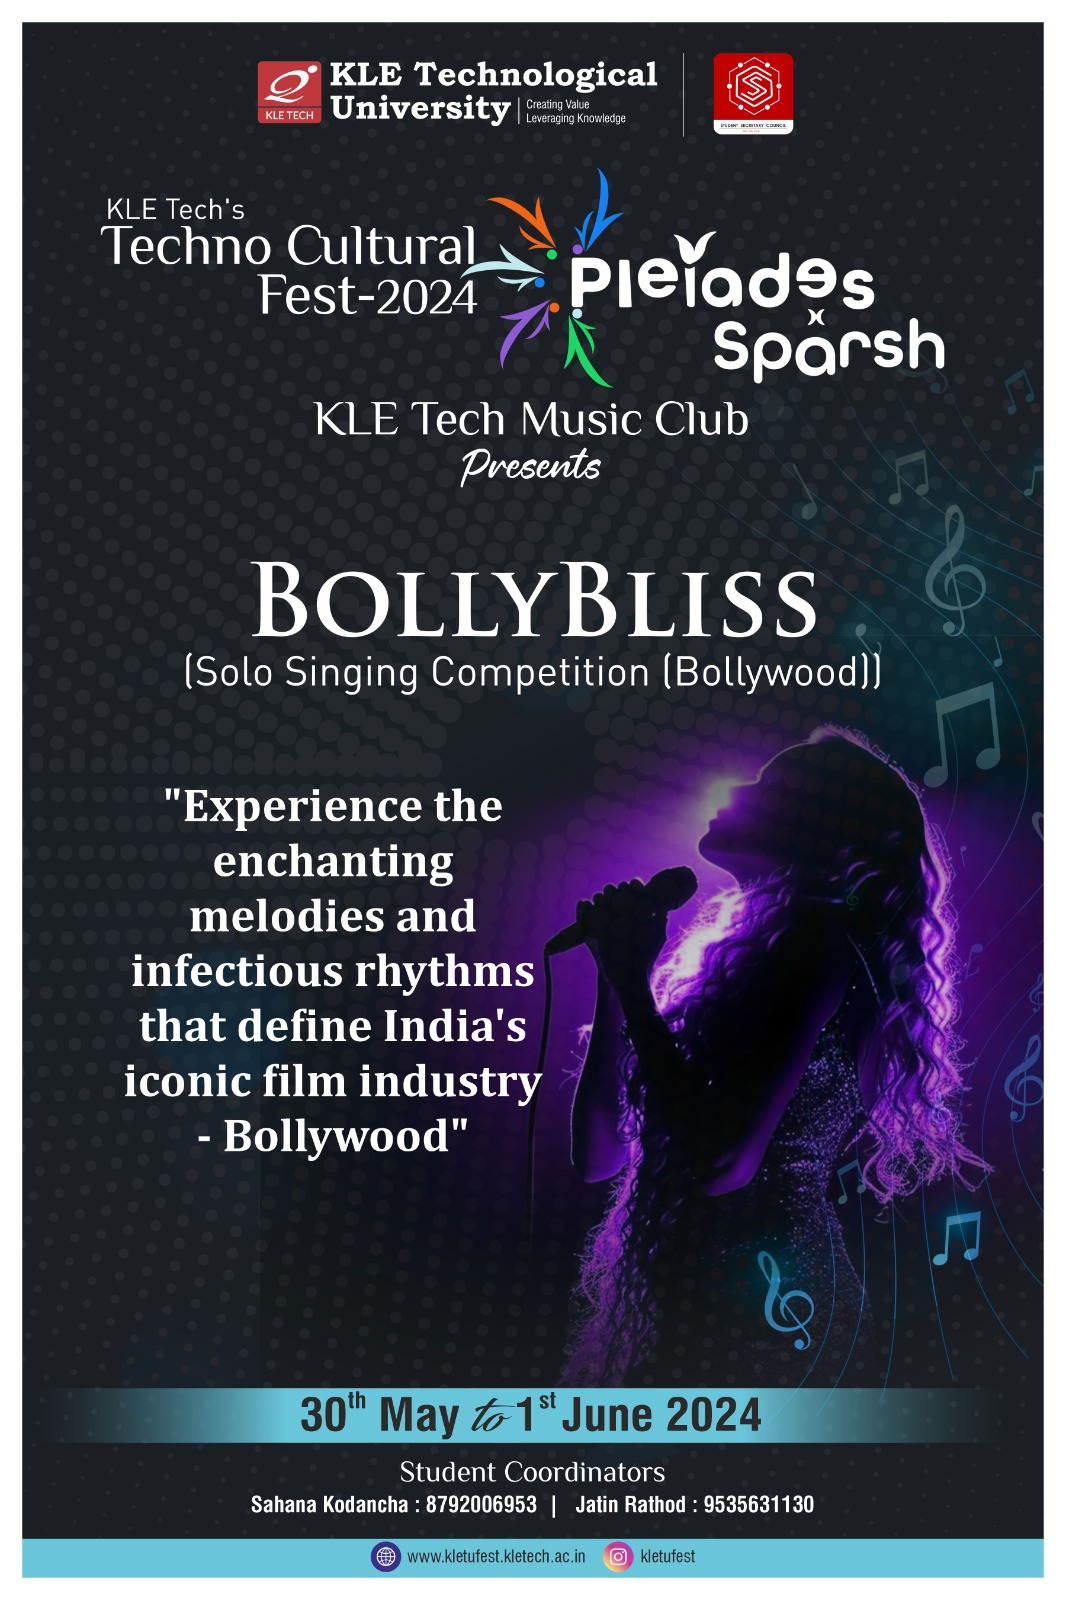 KLE TECH
KLE Technological
University
Creating Value
Leveraging Knowledge
STUDENT SECRETARY COUNCIL
KLE Tech's
Techno Cultural
Fest-2024
Pleiades
Sparsh
KLE Tech Music Club
Presents
BOLLYBLISS
(Solo Singing Competition (Bollywood))
"Experience the
enchanting
melodies and
infectious rhythms
that define India's
iconic film industry
- Bollywood"
30th May to 1st June 2024
Student Coordinators
Sahana Kodancha : 8792006953 | Jatin Rathod : 9535631130
www.kletufest.kletech.ac.in kletufest